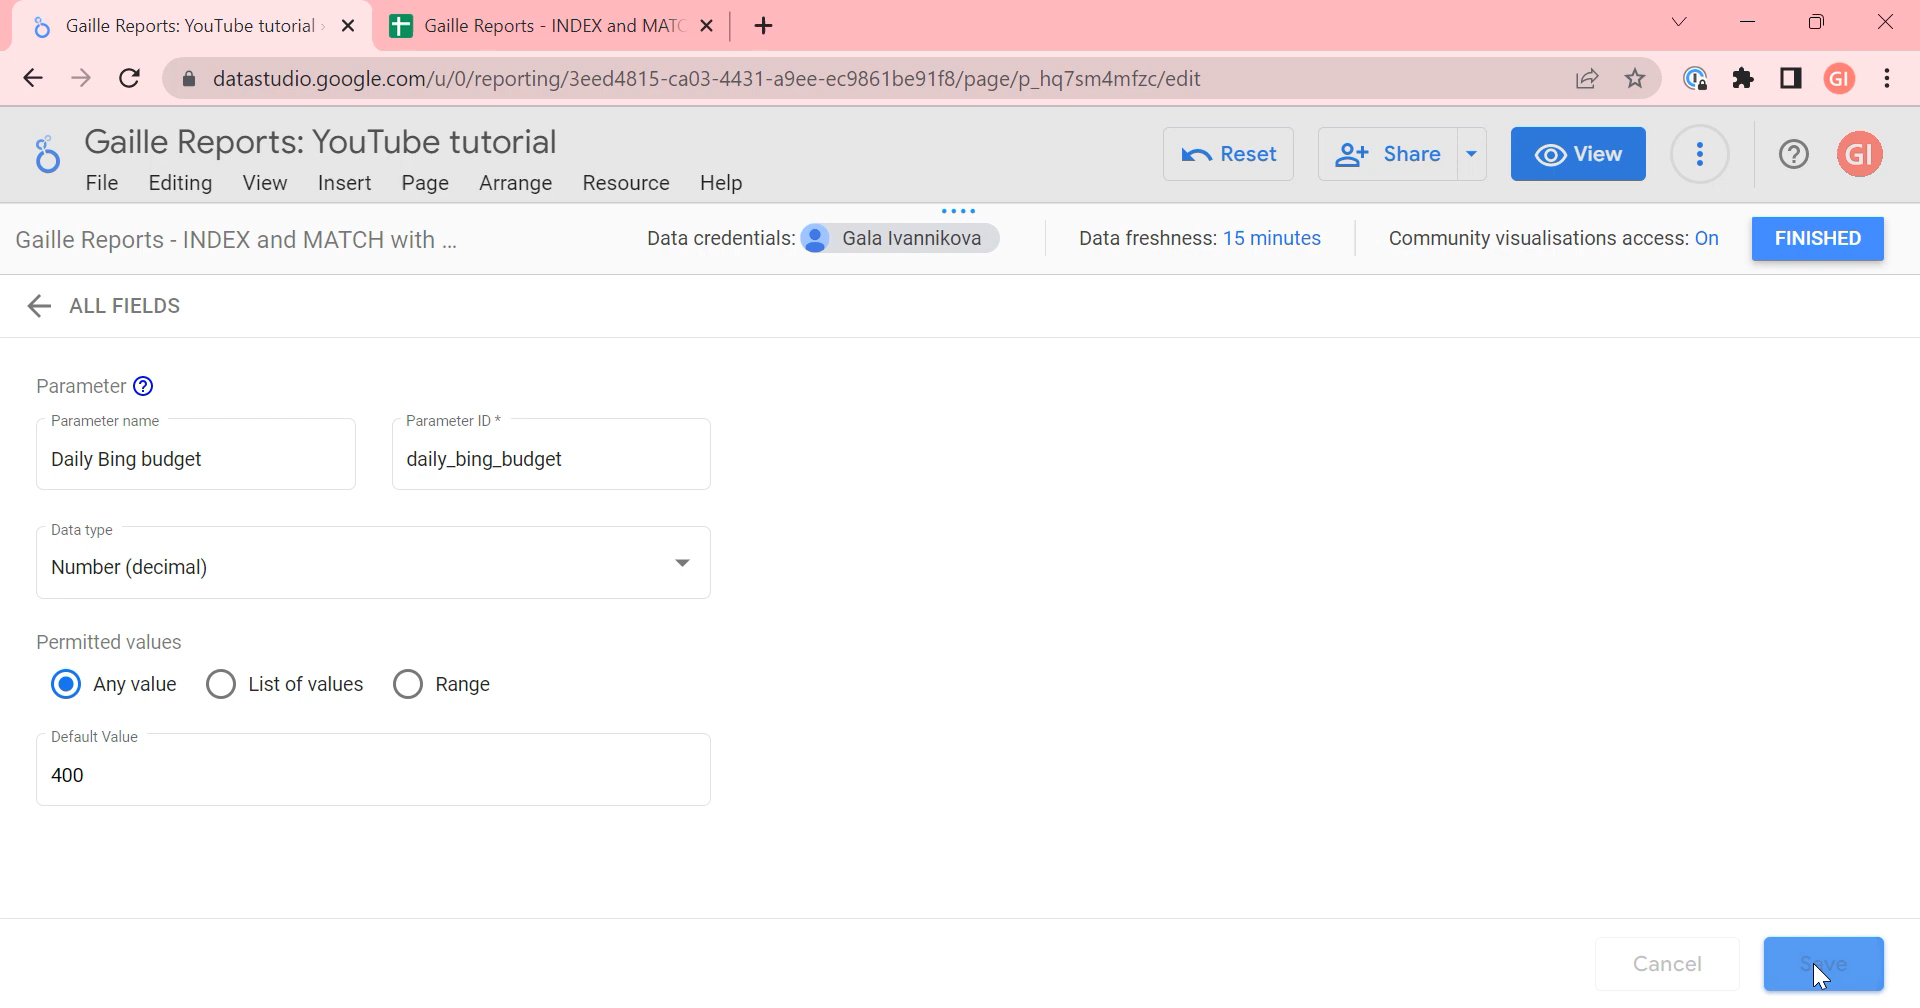 Gaille Reports: YouTube tutorial
Gaille Reports - INDEX and MATC
datastudio.google.com/u/0/reporting/3eed4815-ca03-4431-a9ee-ec9861be91f8/page/p_hq7sm4mfzc/edit
GI
Gaille Reports: YouTube tutorial
Reset
Share
View
GI
File Editing View Insert Page Arrange Resource Help
Gaille Reports - INDEX and MATCH with ...
Data credentials: Gala Ivannikova
Data freshness: 15 minutes
Community visualisations access: On
FINISHED
ALL FIELDS
Parameter
Parameter name
Daily Bing budget
Parameter ID *
daily_bing_budget
Data type
Number (decimal)
Permitted values
Any value List of values Range
Default Value
400
Cancel
Save